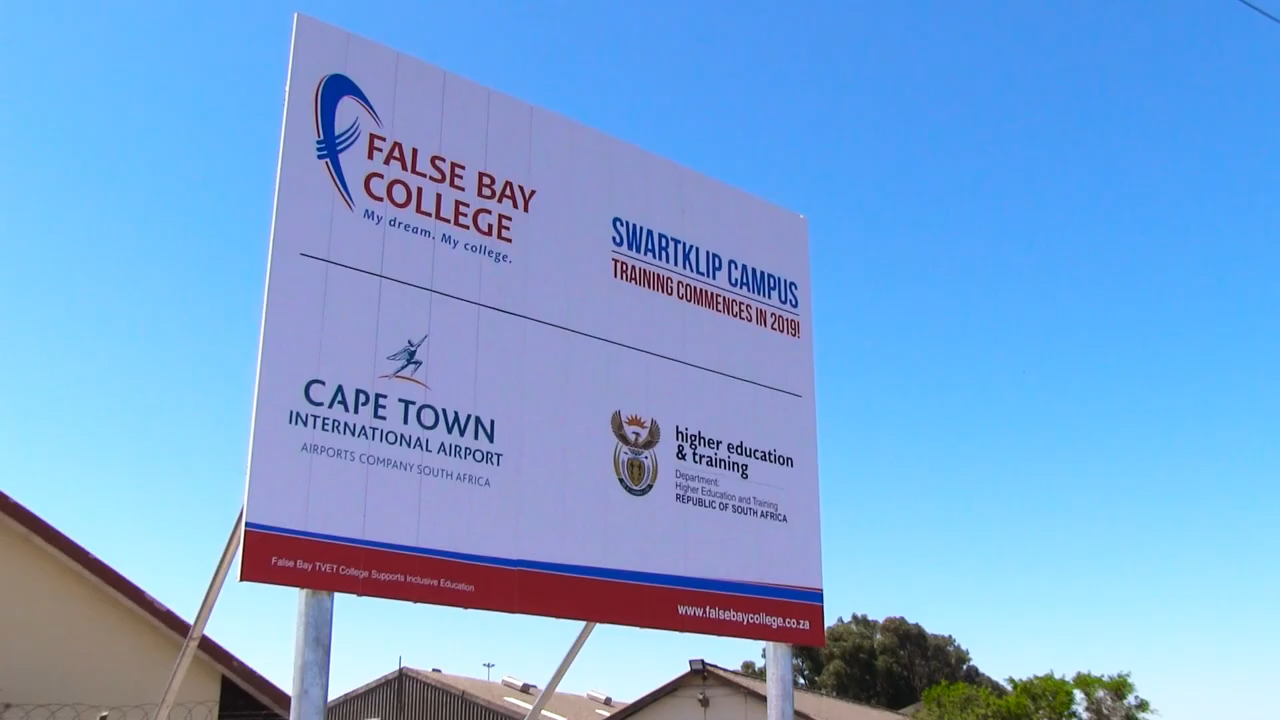 FALSE BAY
COLLEGE
My dream. My college.
SWARTKLIP CAMPUS
TRAINING COMMENCES IN 2019!
CAPE TOWN
INTERNATIONAL AIRPORT
AIRPORTS COMPANY SOUTH AFRICA
higher education
& training
Department:
Higher Education and Training
REPUBLIC OF SOUTH AFRICA
False Bay TVET College Supports Inclusive Education
www.falsebaycollege.co.za